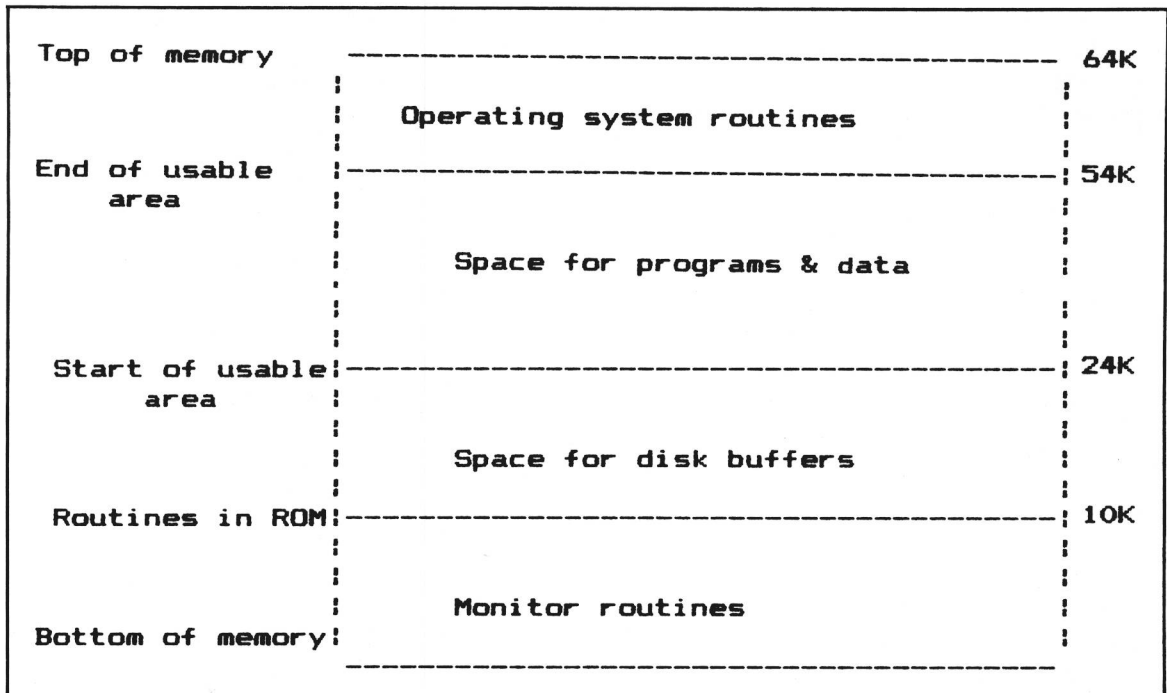 Top of memory 64K
Operating system routines
End of usable 54K
area
Space for programs & data
Start of usable 24K
area
Space for disk buffers
Routines in ROM 10K
Monitor routines
Bottom of memory